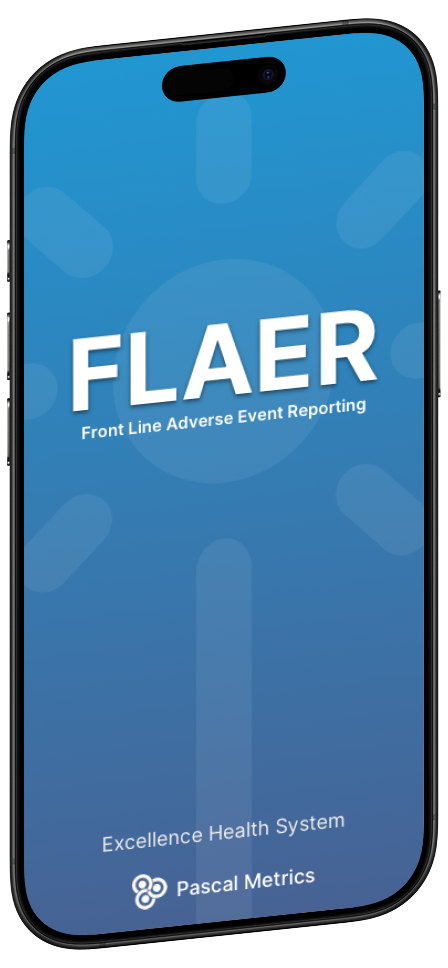 FLAER
Front Line Adverse Event Reporting
Excellence Health System
Pascal Metrics